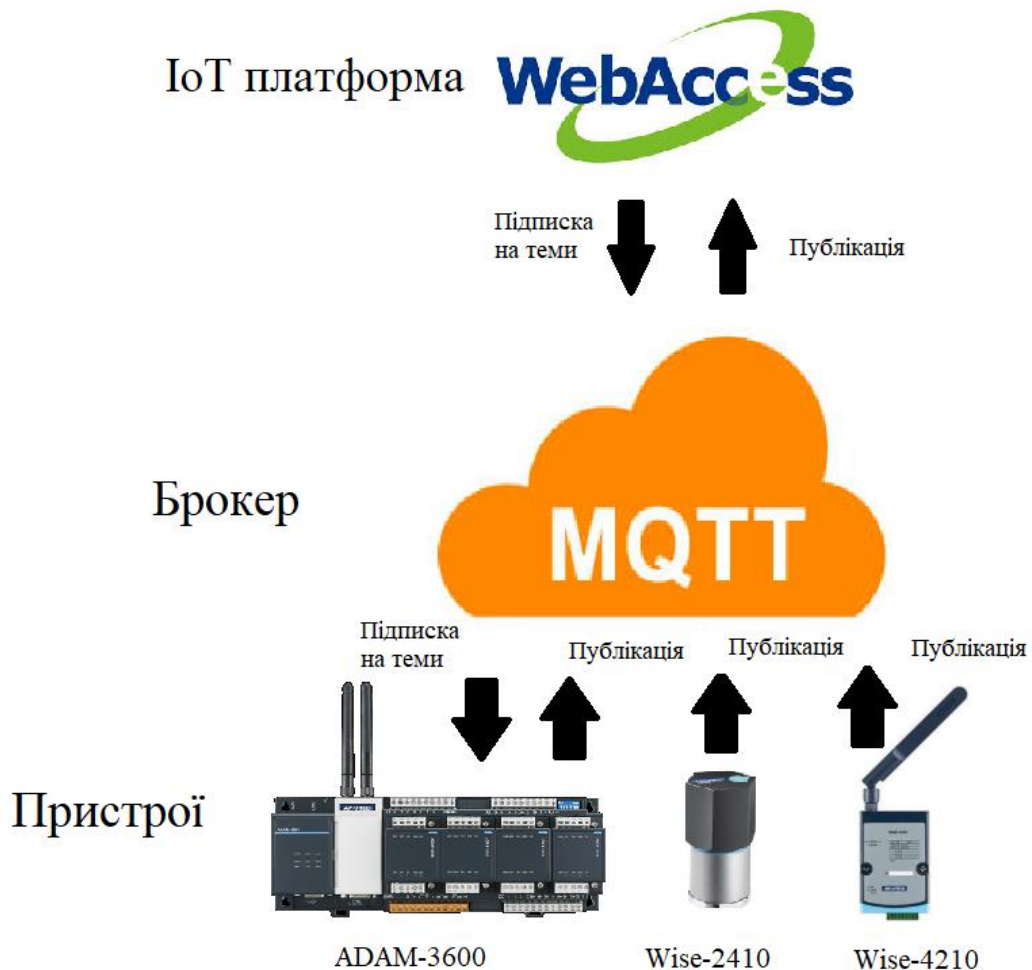 IoT платформа
WebAccess
Підписка
на теми
Публікація
Брокер
MQTT
Підписка
на теми
Публікація
Публікація
Публікація
Пристрої
ADAM-3600
Wise-2410
Wise-4210